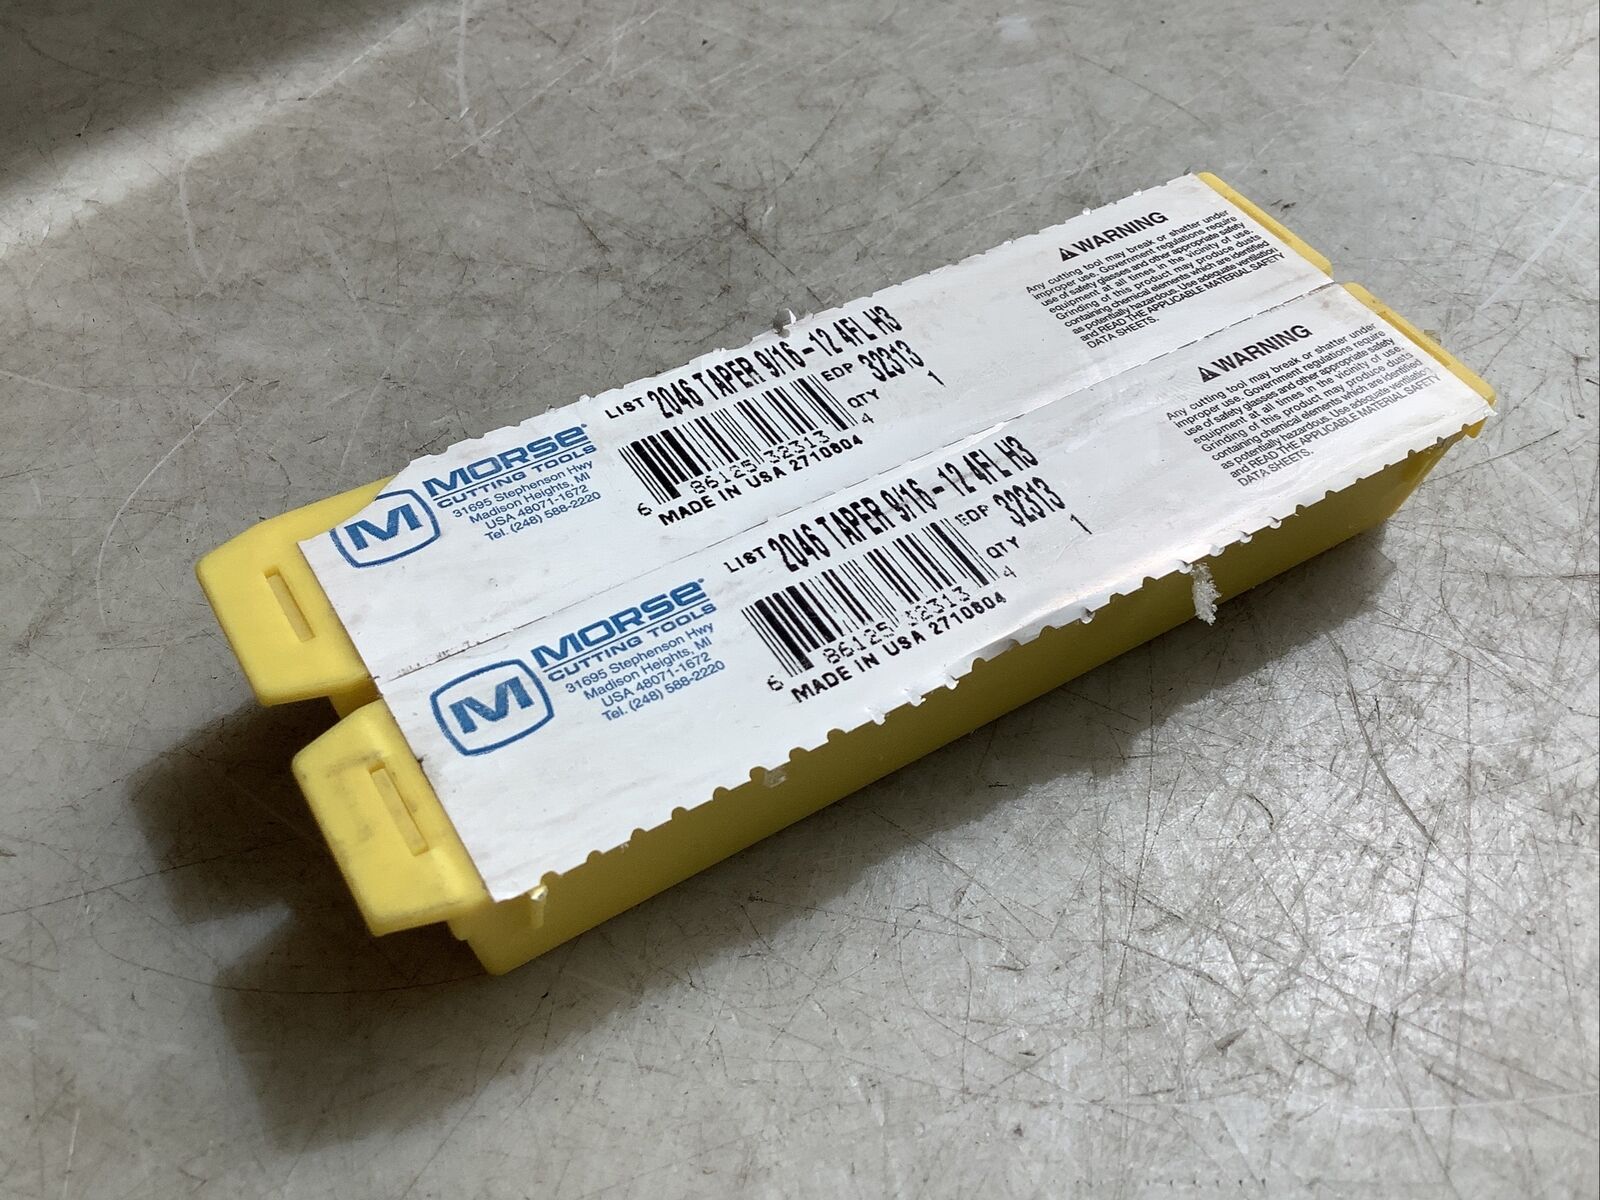 M
MORSE
CUTTING TOOLS
31695 Stephenson Hwy
Madison Heights, MI
USA 48071-1672
Tel. (248) 588-2220
LIST 2046 TAPER 9/16-12 4FL H3
EDP 32313
QTY 1
6 86125 32313 4
MADE IN USA 2710804
WARNING
Any cutting tool may break or shatter under
improper use. Government regulations require
use of safety glasses and other appropriate safety
equipment at all times in the vicinity of use.
Grinding of this product may produce dusts
containing chemical elements which are identified
as potentially hazardous. Use adequate ventilation
and READ THE APPLICABLE MATERIAL SAFETY
DATA SHEETS.
M
MORSE
CUTTING TOOLS
31695 Stephenson Hwy
Madison Heights, MI
USA 48071-1672
Tel. (248) 588-2220
LIST 2046 TAPER 9/16-12 4FL H3
EDP 32313
QTY 1
6 86125 32313 4
MADE IN USA 2710804
WARNING
Any cutting tool may break or shatter under
improper use. Government regulations require
use of safety glasses and other appropriate safety
equipment at all times in the vicinity of use.
Grinding of this product may produce dusts
containing chemical elements which are identified
as potentially hazardous. Use adequate ventilation
and READ THE APPLICABLE MATERIAL SAFETY
DATA SHEETS.